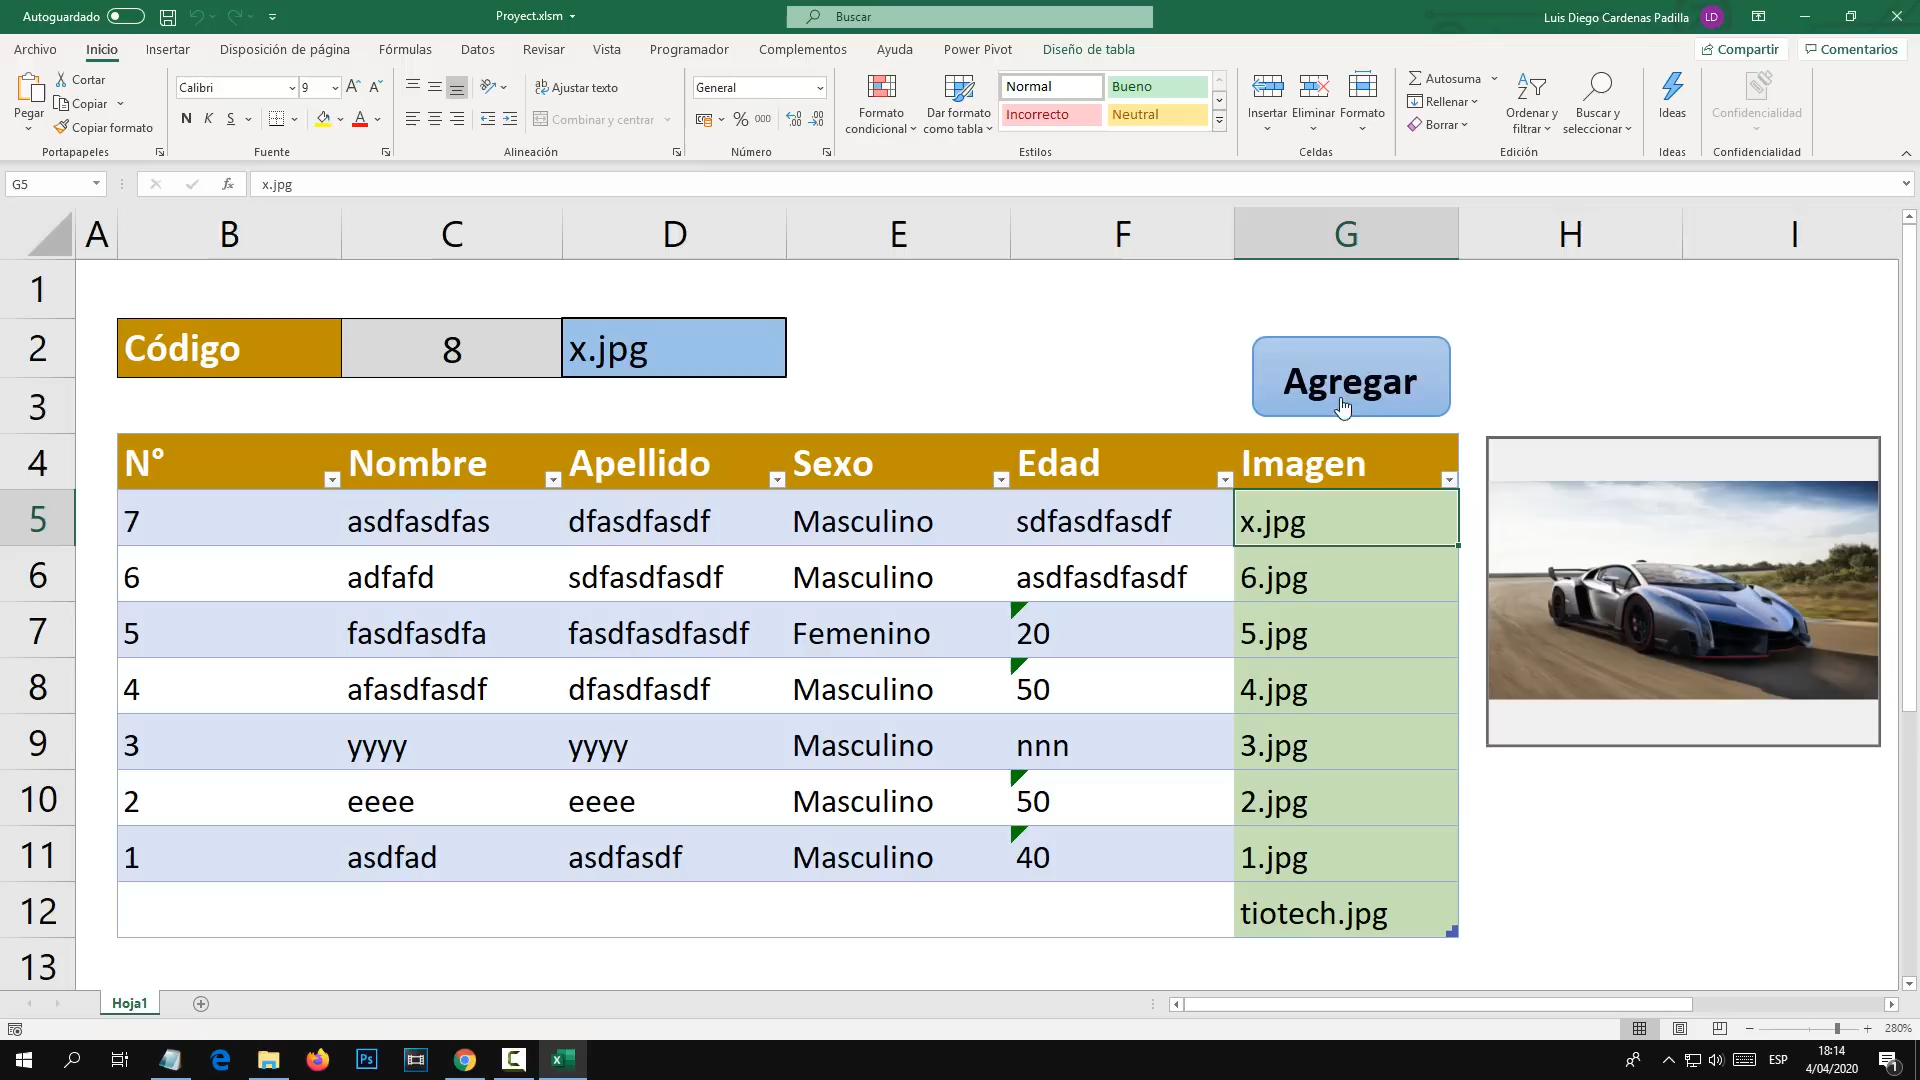 Autoguardado Proyect.xlsm Buscar Luis Diego Cardenas Padilla LD
Archivo Inicio Insertar Disposición de página Fórmulas Datos Revisar Vista Programador Complementos Ayuda Power Pivot Diseño de tabla Compartir Comentarios
Pegar
Cortar
Copiar
Copiar formato
Portapapeles
Calibri 9 A A
N K S A
Fuente
Ajustar texto
Combinar y centrar
Alineación
General
% 000
Número
Formato condicional
Dar formato como tabla
Normal Bueno
Incorrecto Neutral
Estilos
Insertar Eliminar Formato
Celdas
Autosuma
Rellenar
Borrar
Ordenar y filtrar
Buscar y seleccionar
Edición
Ideas
Ideas
Confidencialidad
Confidencialidad
G5 fx x.jpg
A B C D E F G H I
1
2 Código 8 x.jpg
Agregar
3
4 N° Nombre Apellido Sexo Edad Imagen
5 7 asdfasdfas dfasdfasdf Masculino sdfasdfasdf x.jpg
6 6 adfafd sdfasdfasdf Masculino asdfasdfasdf 6.jpg
7 5 fasdfasdfa fasdfasdfasdf Femenino 20 5.jpg
8 4 afasdfasdf dfasdfasdf Masculino 50 4.jpg
9 3 yyyy yyyy Masculino nnn 3.jpg
10 2 eeee eeee Masculino 50 2.jpg
11 1 asdfad asdfasdf Masculino 40 1.jpg
12 tiotech.jpg
13
Hoja1
280%
Ps ESP 18:14
4/04/2020 1